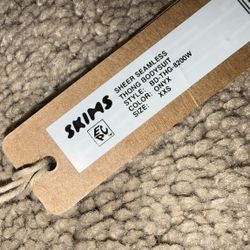 SKIMS
SHEER SEAMLESS
THONG BODYSUIT
STYLE: BD-THG-8200W
COLOR: ONYX
SIZE: XXS